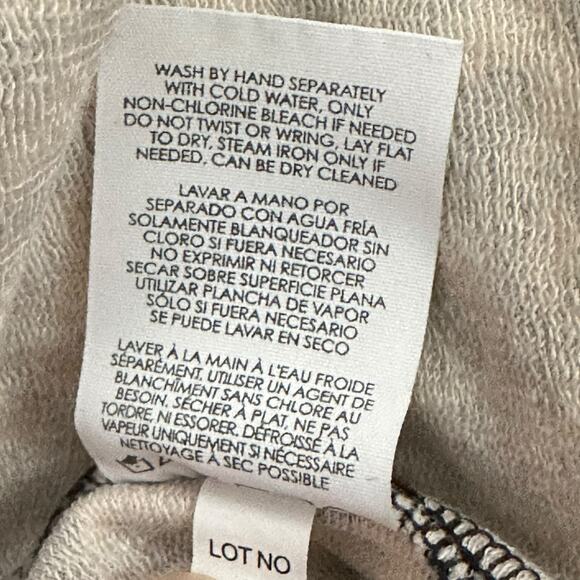 WASH BY HAND SEPARATELY
WITH COLD WATER, ONLY
NON-CHLORINE BLEACH IF NEEDED
DO NOT TWIST OR WRING, LAY FLAT
TO DRY, STEAM IRON ONLY IF
NEEDED, CAN BE DRY CLEANED
LAVAR A MANO POR
SEPARADO CON AGUA FRÍA
SOLAMENTE BLANQUEADOR SIN
CLORO SI FUERA NECESARIO
NO EXPRIMIR NI RETORCER
SECAR SOBRE SUPERFICIE PLANA
UTILIZAR PLANCHA DE VAPOR
SÓLO SI FUERA NECESARIO
SE PUEDE LAVAR EN SECO
LAVER À LA MAIN À L'EAU FROIDE
SÉPARÉMENT, UTILISER UN AGENT DE
BLANCHÎMENT SANS CHLORE AU
BESOIN. SÉCHER À PLAT, NE PAS
TORDRE, NI ESSORER, DÉFROISSÉ À LA
VAPEUR UNIQUEMENT SI NÉCESSAIRE
NETTOYAGE À SEC POSSIBLE
LOT NO